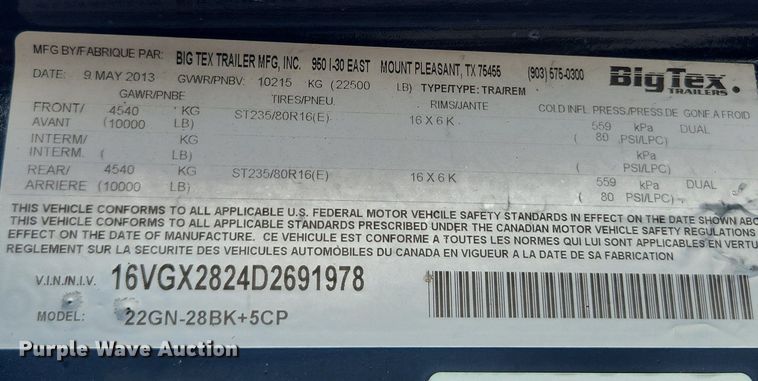 MFG BY/FABRIQUE PAR: BIG TEX TRAILER MFG, INC. 950 I-30 EAST MOUNT PLEASANT, TX 75455 (903) 575-0300
BigTex.
TRAILERS
DATE: 9 MAY 2013 GVWR/PNBV: 10215 KG (22500 LB) TYPE/TYPE: TRA/REM
GAWR/PNBE TIRES/PNEU. RIMS/JANTE COLD INFL. PRESS/PRESS DE GONF A FROID
FRONT/ 4540 KG ST235/80R16(E) 16 X 6 K 559 kPa DUAL
AVANT (10000 LB) ( 80 PSI/LPC)
INTERM/ KG kPa
INTERM. ( LB) ( PSI/LPC)
REAR/ 4540 KG ST235/80R16(E) 16 X 6 K 559 kPa DUAL
ARRIERE (10000 LB) ( 80 PSI/LPC)
THIS VEHICLE CONFORMS TO ALL APPLICABLE U.S. FEDERAL MOTOR VEHCILE SAFETY STANDARDS IN EFFECT ON THE DATE SHOWN ABO
THIS VEHICLE CONFORMS TO ALL APPLICABLE STANDARDS PRESCRIBED UNDER THE CANADIAN MOTOR VEHICLE SAFETY REGULATIONS
EFFECT ON THE DATE OF MANUFACTURE. CE VEHICULE EST CONFORME A TOUTES LES NORMES QUI LUI SONT APPLICABLES EN VERTU
REGLEMENT SUR LA SECURITE DES VEHICULES AUTOMÓBILES DU CANADA EN VIGUEUR A LA DATE DE SA FABRICATION
V.I.N./N.I.V. 16VGX2824D2691978
MODEL: 22GN-28BK+5CP
Purple Wave Auction